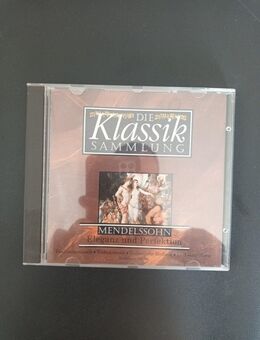 DIE
Klassik
SAMMLUNG
MENDELSSOHN
Eleganz und Perfektion